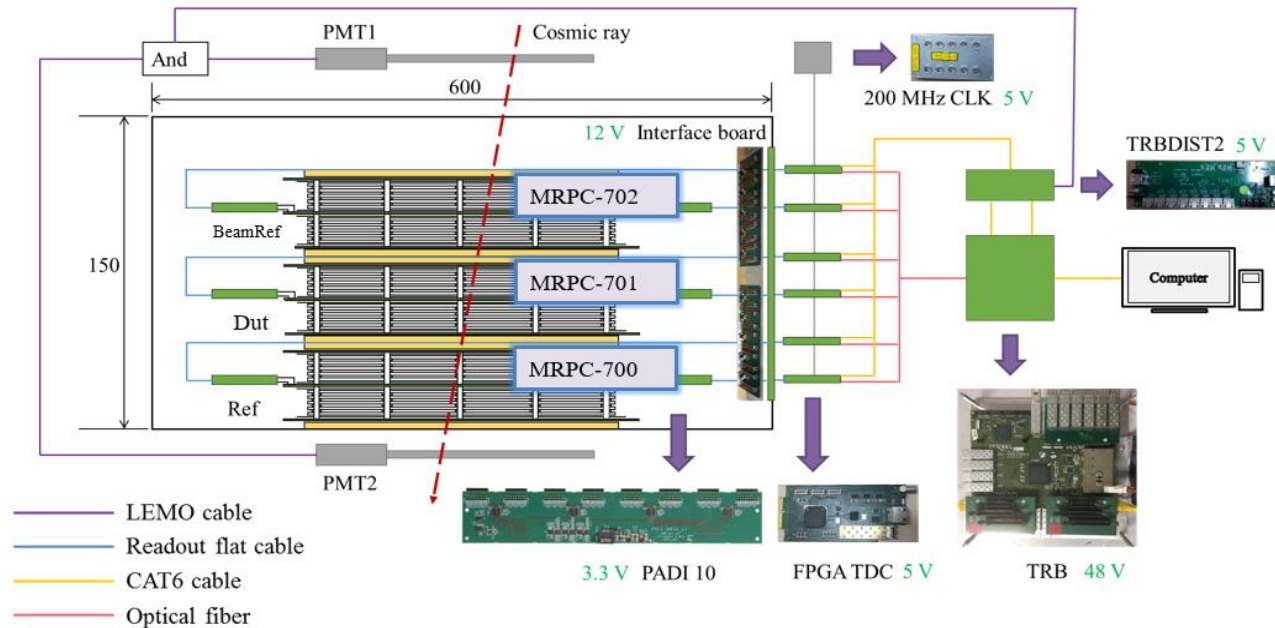 PMT1
Cosmic ray
And
600
200 MHz CLK 5 V
12 V Interface board
TRBDIST2 5 V
MRPC-702
BeamRef
150
MRPC-701
Computer
Dut
MRPC-700
Ref
PMT2
LEMO cable
Readout flat cable
3.3 V PADI 10
FPGA TDC 5 V
TRB 48 V
CAT6 cable
Optical fiber